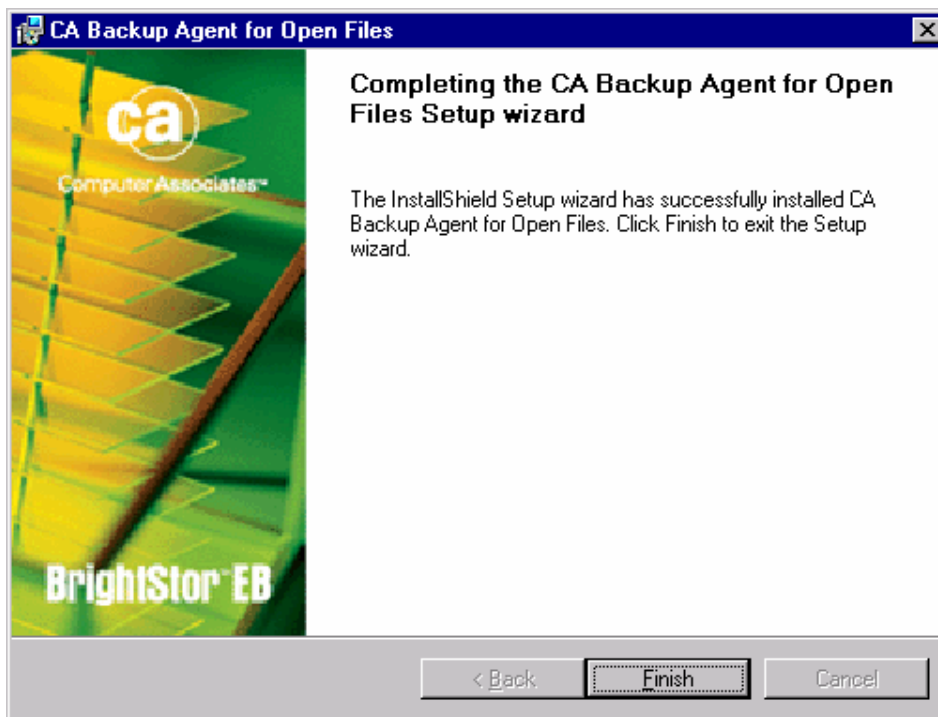 CA Backup Agent for Open Files
ca
Computer Associates™
BrightStor™ EB
Completing the CA Backup Agent for Open
Files Setup wizard
The InstallShield Setup wizard has successfully installed CA
Backup Agent for Open Files. Click Finish to exit the Setup
wizard.
< Back
Finish
Cancel